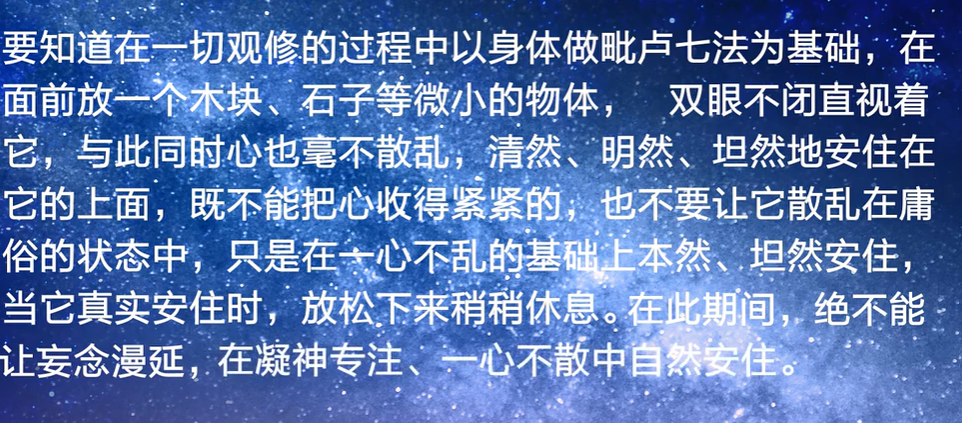 要知道在一切观修的过程中以身体做毗卢七法为基础，在
面前放一个木块、石子等微小的物体， 双眼不闭直视着
它，与此同时心也毫不散乱，清然、明然、坦然地安住在
它的上面，既不能把心收得紧紧的，也不要让它散乱在庸
俗的状态中，只是在一心不乱的基础上本然、坦然安住，
当它真实安住时，放松下来稍稍休息。在此期间，绝不能
让妄念漫延，在凝神专注、一心不散中自然安住。